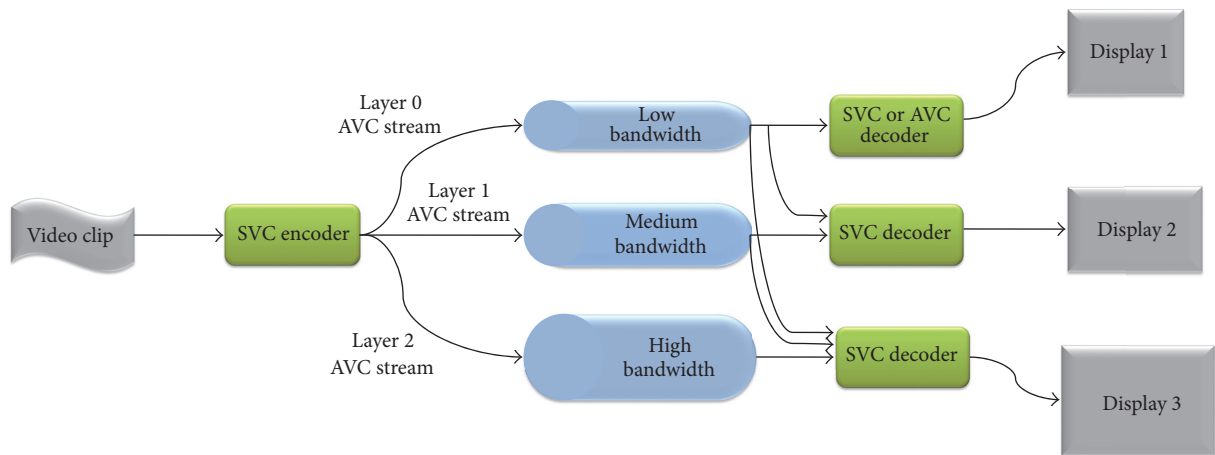 Video clip
SVC encoder
Layer 0
AVC stream
Layer 1
AVC stream
Layer 2
AVC stream
Low
bandwidth
Medium
bandwidth
High
bandwidth
SVC or AVC
decoder
SVC decoder
SVC decoder
Display 1
Display 2
Display 3